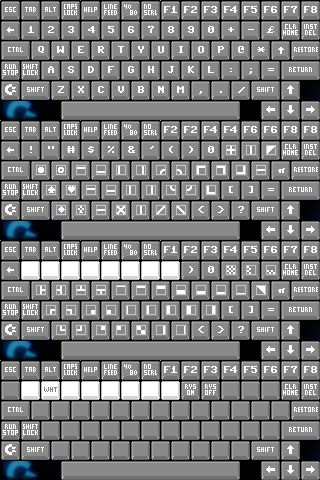 ESC TAB ALT CAPS LOCK HELP LINE FEED 40 80 NO SCRL F1 F2 F3 F4 F5 F6 F7 F8
← 1 2 3 4 5 6 7 8 9 0 + - £ CLR HOME INST DEL
CTRL Q W E R T Y U I O P @ * ↑ RESTORE
RUN STOP SHIFT LOCK A S D F G H J K L : ; = RETURN
SHIFT Z X C V B N M , . / SHIFT ↑
← ↓ →
ESC TAB ALT CAPS LOCK HELP LINE FEED 40 80 NO SCRL F1 F2 F3 F4 F5 F6 F7 F8
← ! " # $ % & ' ( ) 0 CLR HOME INST DEL
CTRL π RESTORE
RUN STOP SHIFT LOCK [ ] = RETURN
SHIFT < > ? SHIFT ↑
← ↓ →
ESC TAB ALT CAPS LOCK HELP LINE FEED 40 80 NO SCRL F1 F2 F3 F4 F5 F6 F7 F8
← ) 0 CLR HOME INST DEL
CTRL π RESTORE
RUN STOP SHIFT LOCK [ ] = RETURN
SHIFT < > ? SHIFT ↑
← ↓ →
ESC TAB ALT CAPS LOCK HELP LINE FEED 40 80 NO SCRL F1 F2 F3 F4 F5 F6 F7 F8
WHT RVS ON RVS OFF CLR HOME INST DEL
CTRL RESTORE
RUN STOP SHIFT LOCK RETURN
SHIFT SHIFT ↑
← ↓ →